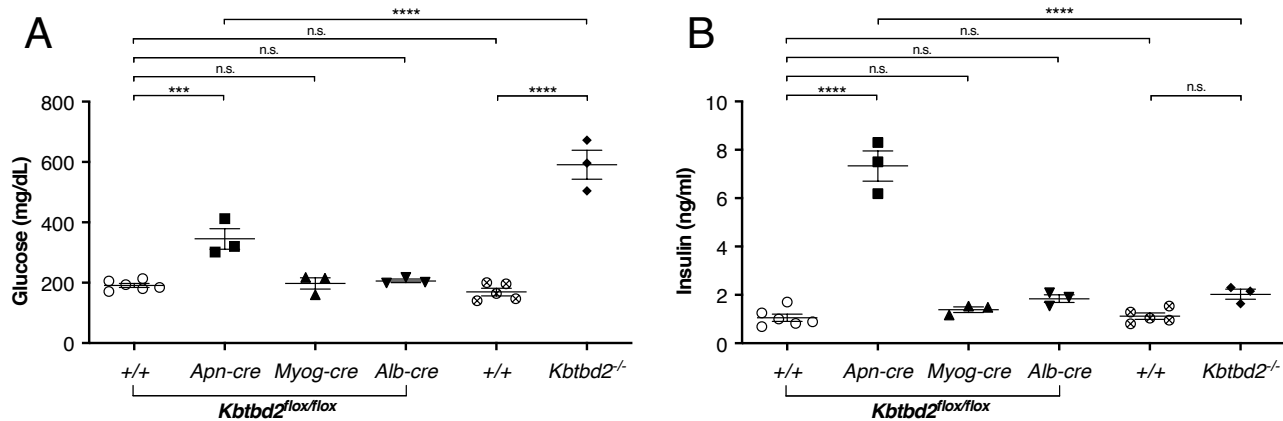 A
****
n.s.
n.s.
n.s.
***
****
800
600
400
200
0
Glucose (mg/dL)
+/+ Apn-cre Myog-cre Alb-cre +/+ Kbtbd2-/-
Kbtbd2flox/flox
B
****
n.s.
n.s.
n.s.
****
n.s.
10
8
6
4
2
0
Insulin (ng/ml)
+/+ Apn-cre Myog-cre Alb-cre +/+ Kbtbd2-/-
Kbtbd2flox/flox